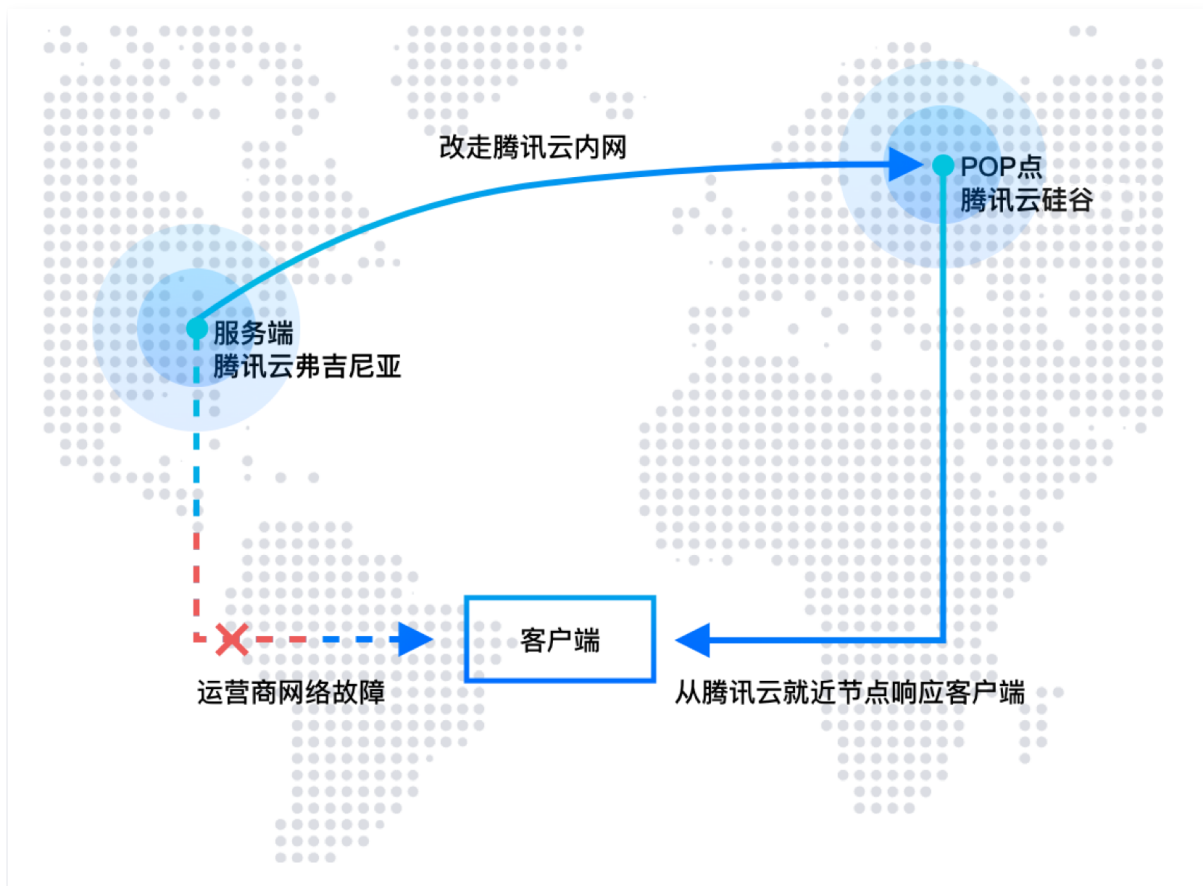 改走腾讯云内网
POP点
腾讯云硅谷
服务端
腾讯云弗吉尼亚
客户端
运营商网络故障
从腾讯云就近节点响应客户端